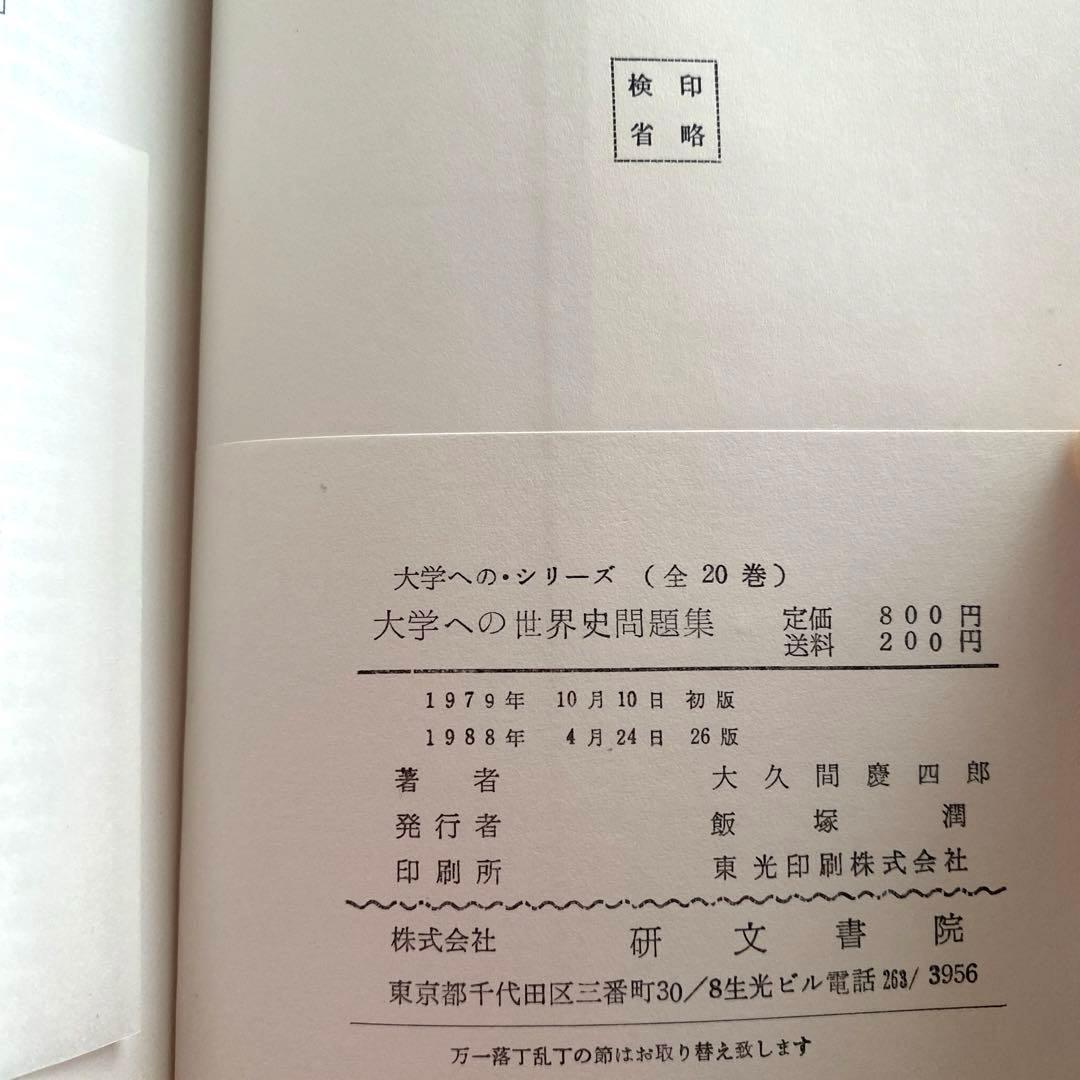 検印
省略
大学への・シリーズ（全20巻）
大学への世界史問題集 定価 800円
送料 200円
1979年 10月10日 初版
1988年 4月24日 26版
著者 大久間慶四郎
発行者 飯塚潤
印刷所 東光印刷株式会社
株式会社 研文書院
東京都千代田区三番町30/8生光ビル電話263/3956
万一落丁乱丁の節はお取り替え致します